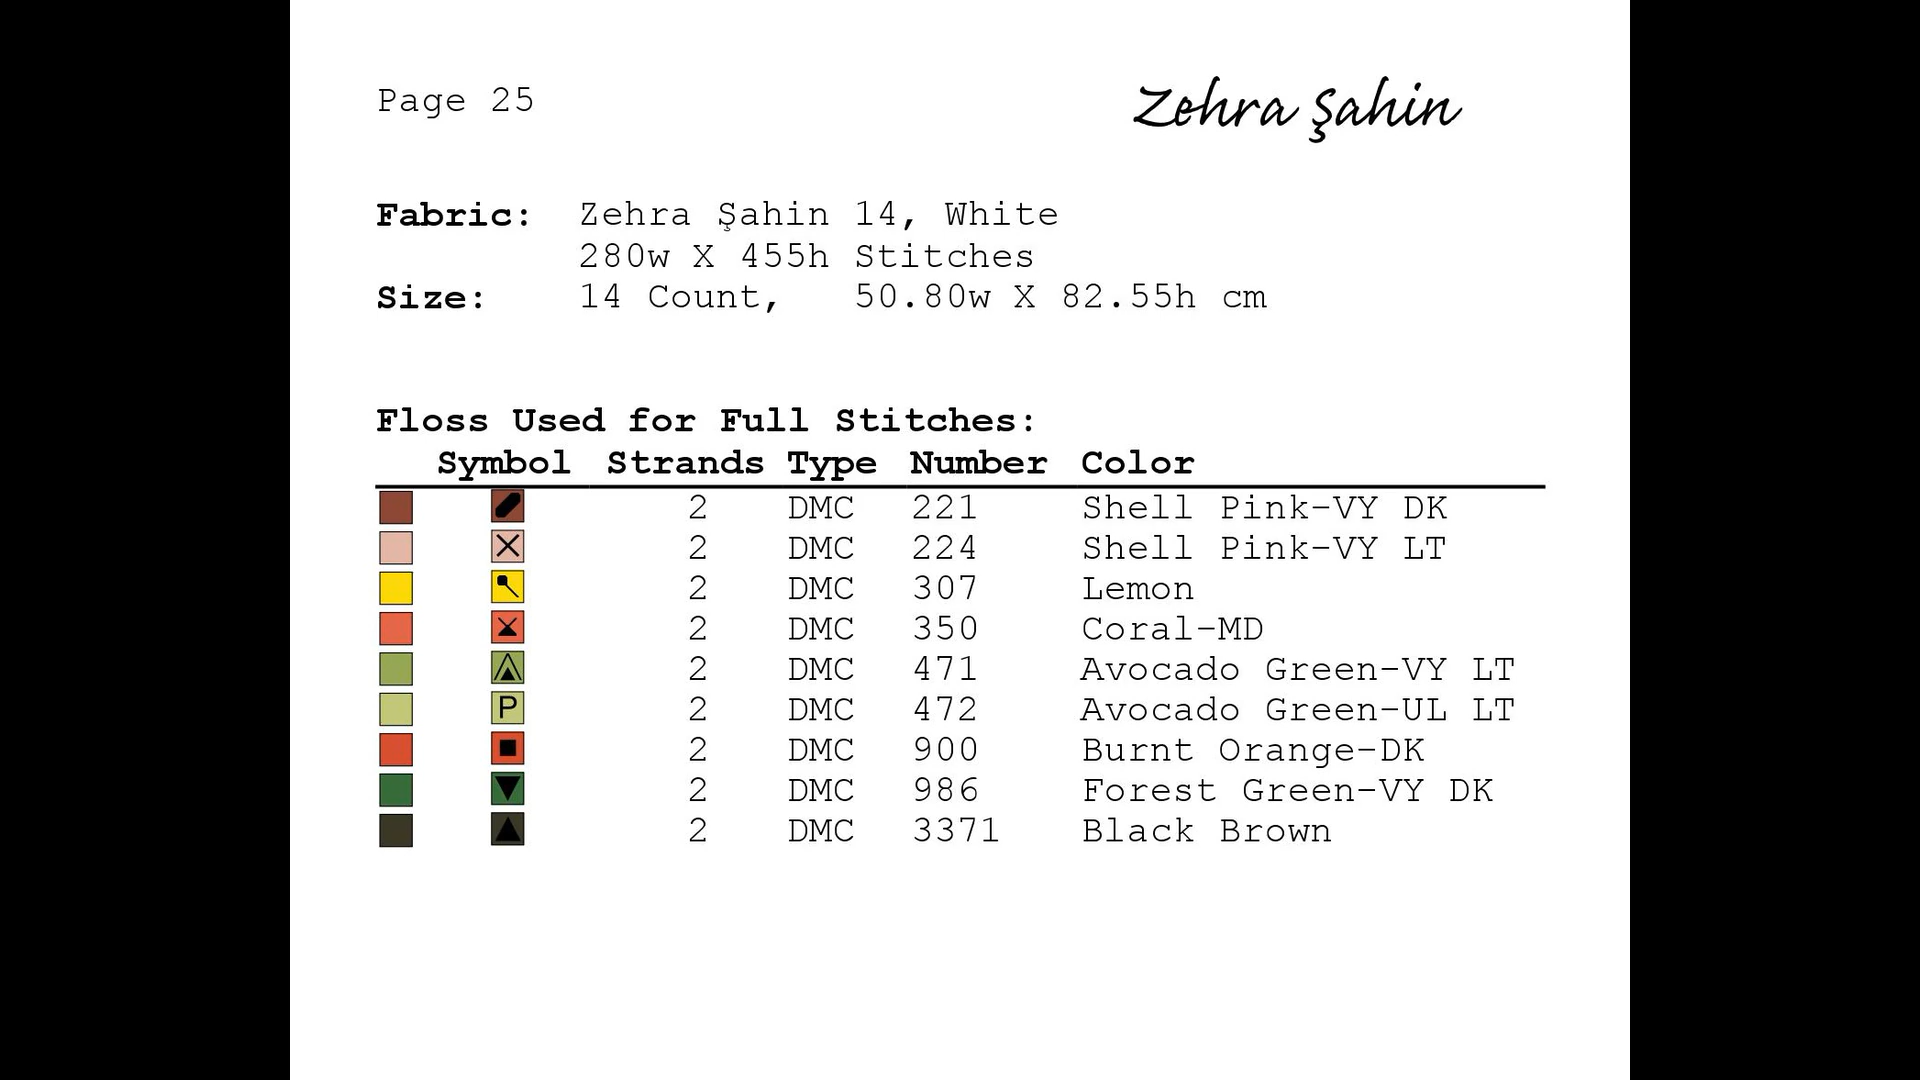 Page 25
Zehra Şahin
Fabric: Zehra Şahin 14, White
280w X 455h Stitches
Size: 14 Count, 50.80w X 82.55h cm
Floss Used for Full Stitches:
Symbol Strands Type Number Color
2 DMC 221 Shell Pink-VY DK
2 DMC 224 Shell Pink-VY LT
2 DMC 307 Lemon
2 DMC 350 Coral-MD
2 DMC 471 Avocado Green-VY LT
P 2 DMC 472 Avocado Green-UL LT
2 DMC 900 Burnt Orange-DK
2 DMC 986 Forest Green-VY DK
2 DMC 3371 Black Brown